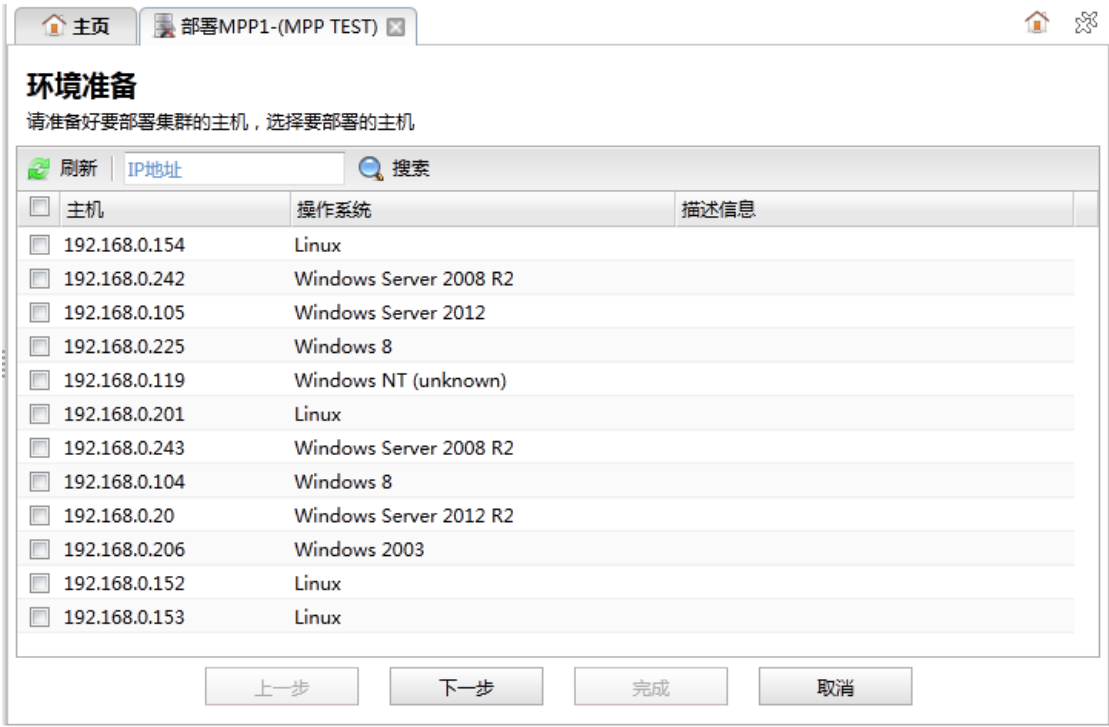 主页 部署MPP1-(MPP TEST)
环境准备
请准备好要部署集群的主机，选择要部署的主机
刷新 IP地址 搜索
主机 操作系统 描述信息
192.168.0.154 Linux
192.168.0.242 Windows Server 2008 R2
192.168.0.105 Windows Server 2012
192.168.0.225 Windows 8
192.168.0.119 Windows NT (unknown)
192.168.0.201 Linux
192.168.0.243 Windows Server 2008 R2
192.168.0.104 Windows 8
192.168.0.20 Windows Server 2012 R2
192.168.0.206 Windows 2003
192.168.0.152 Linux
192.168.0.153 Linux
上一步 下一步 完成 取消